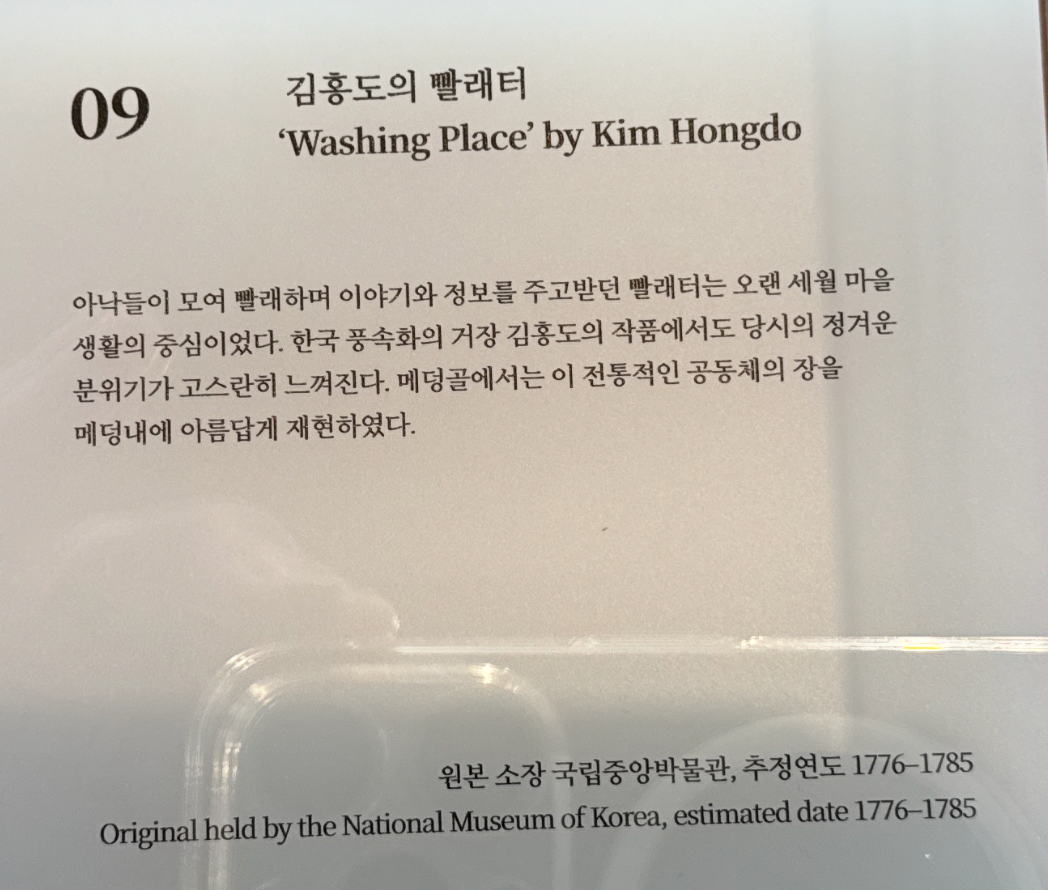 09
김홍도의 빨래터
‘Washing Place’ by Kim Hongdo
아낙들이 모여 빨래하며 이야기와 정보를 주고받던 빨래터는 오랜 세월 마을
생활의 중심이었다. 한국 풍속화의 거장 김홍도의 작품에서도 당시의 정겨운
분위기가 고스란히 느껴진다. 메덩골에서는 이 전통적인 공동체의 장을
메덩내에 아름답게 재현하였다.
원본 소장 국립중앙박물관, 추정연도 1776–1785
Original held by the National Museum of Korea, estimated date 1776–1785